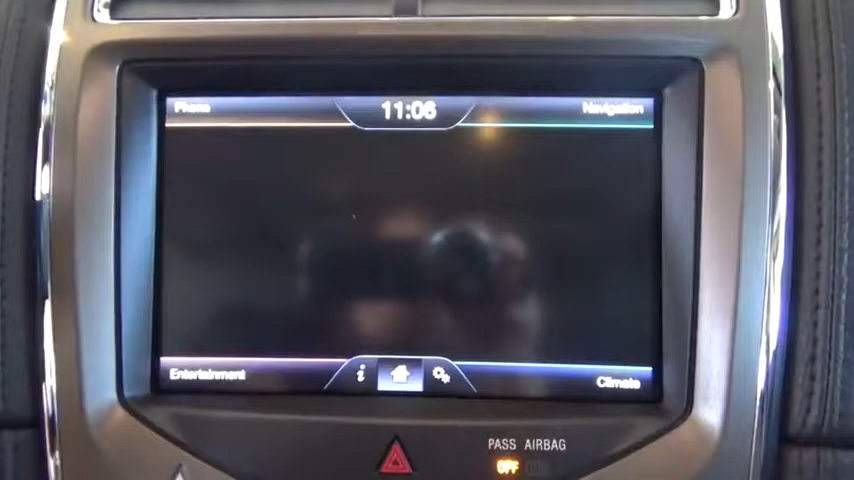 Phone
11:06
Navigation
Entertainment
i
Climate
PASS AIRBAG
OFF